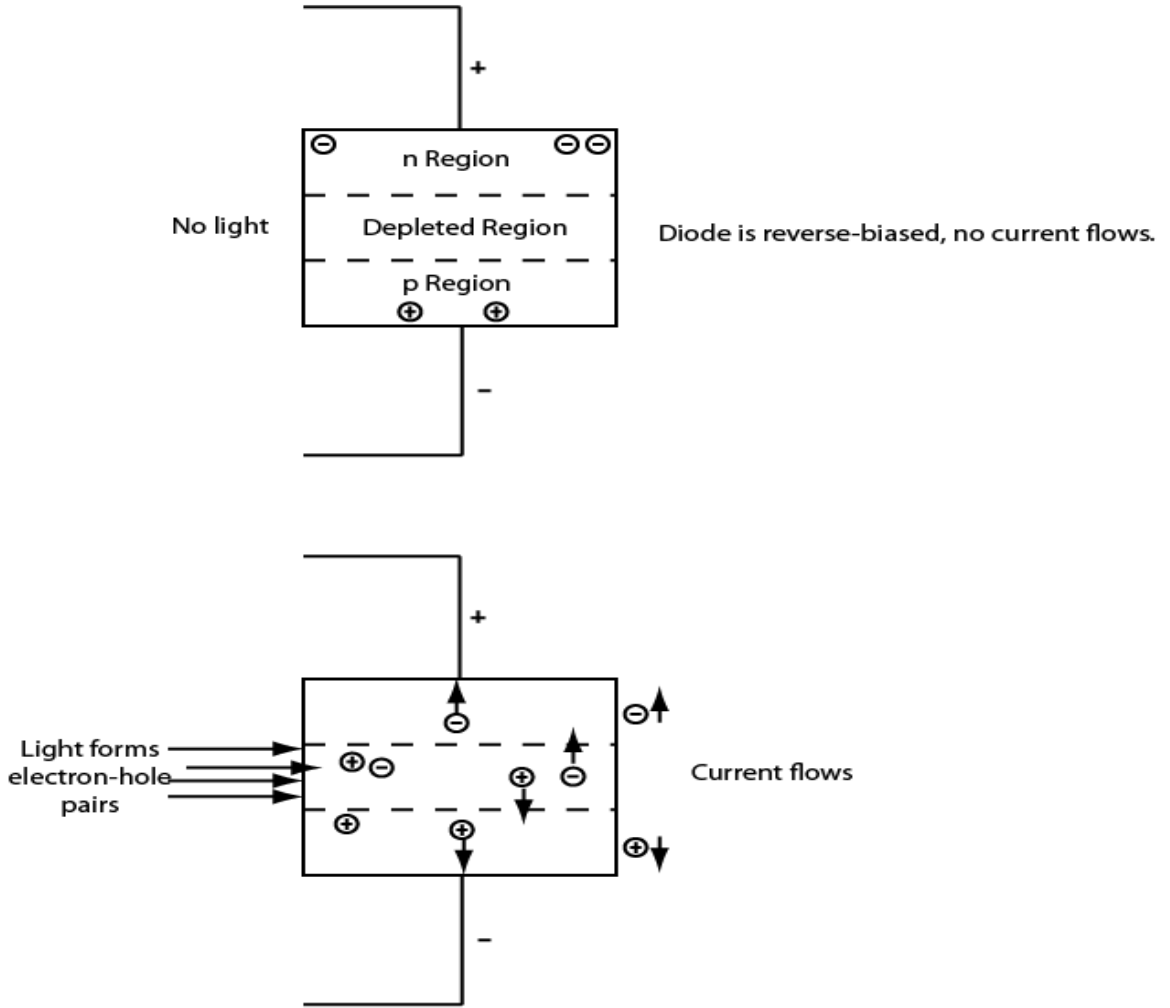 +
n Region
No light
Depleted Region
Diode is reverse-biased, no current flows.
p Region
−
+
Light forms
electron-hole
pairs
Current flows
−